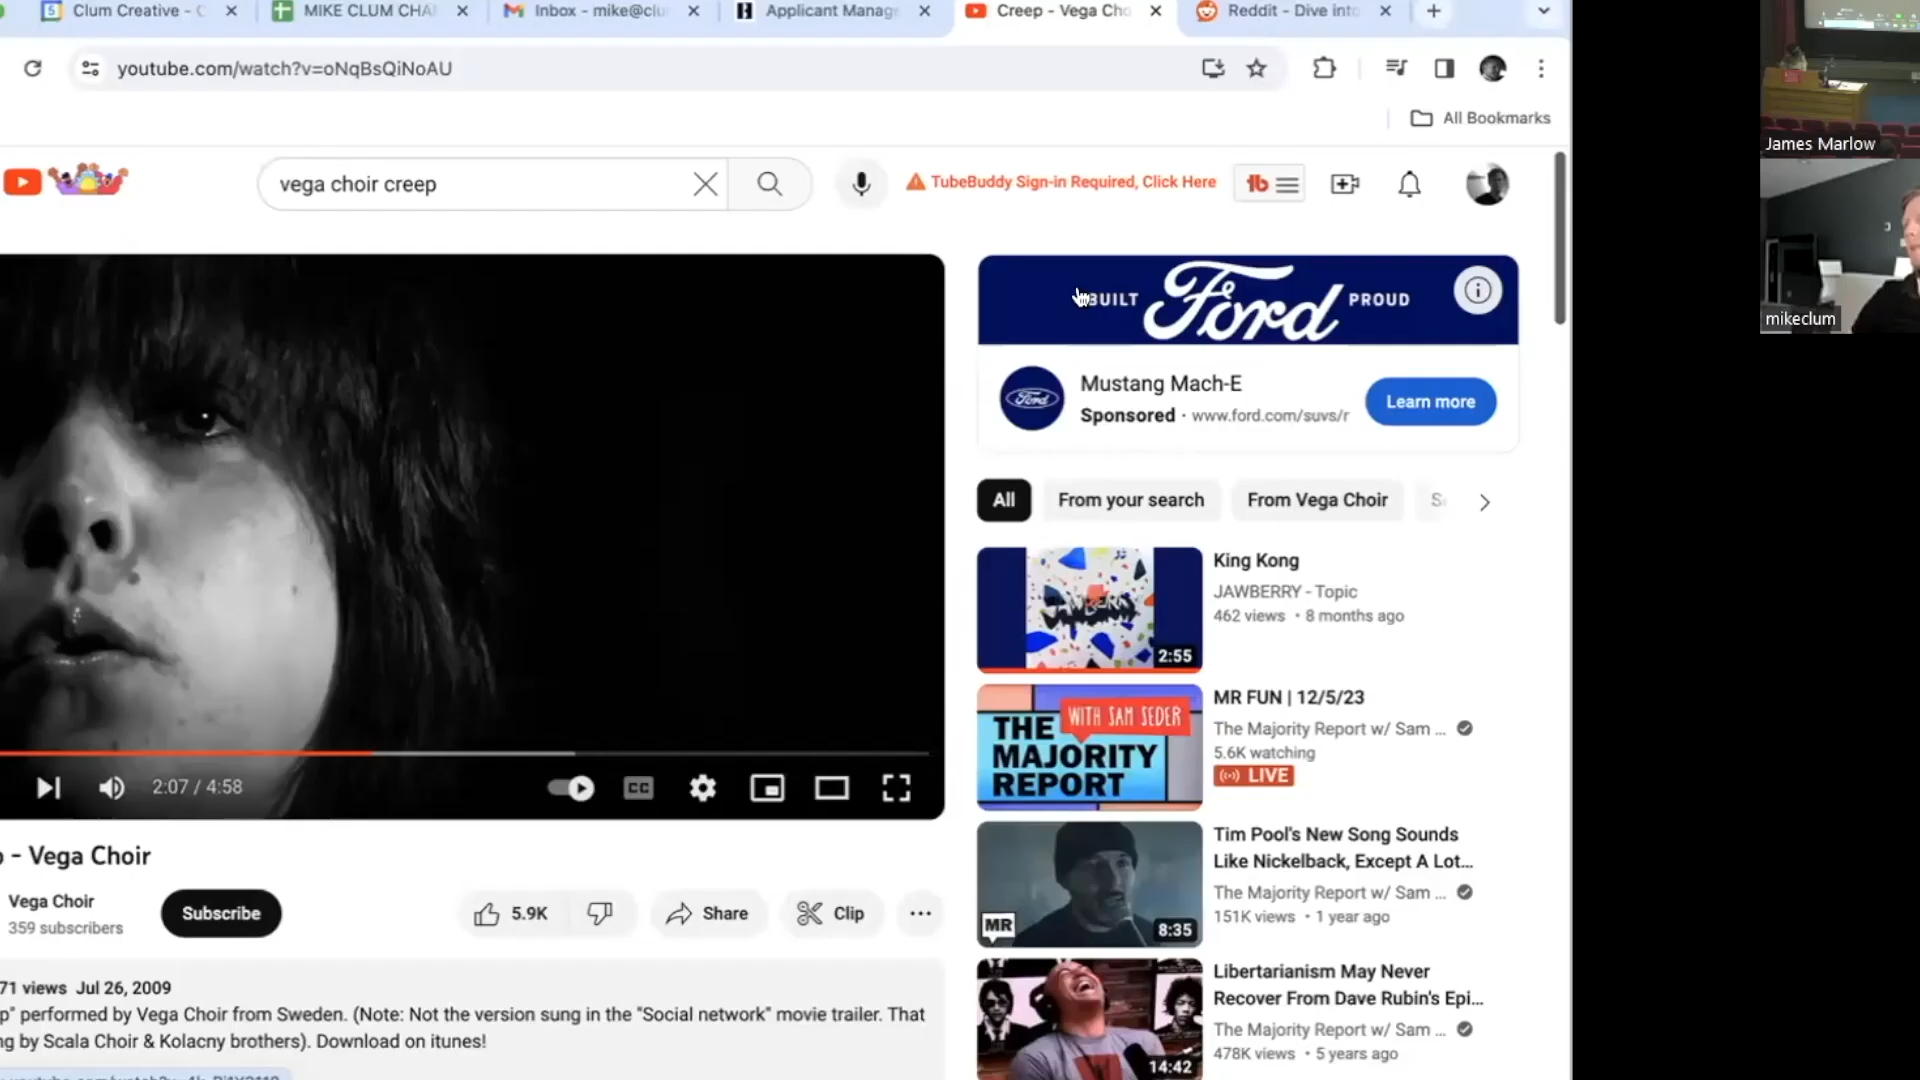 Clum Creative -
MIKE CLUM CHA
Inbox - mike@clu
Applicant Manag
Creep - Vega Cho
Reddit - Dive into
youtube.com/watch?v=oNqBsQiNoAU
All Bookmarks
James Marlow
vega choir creep
TubeBuddy Sign-in Required, Click Here
tb
mikeclum
BUILT Ford PROUD
Ford
Mustang Mach-E
Sponsored · www.ford.com/suvs/r
Learn more
All
From your search
From Vega Choir
King Kong
JAWBERRY - Topic
462 views • 8 months ago
2:55
THE MAJORITY REPORT
WITH SAM SEDER
MR FUN | 12/5/23
The Majority Report w/ Sam ...
5.6K watching
LIVE
2:07 / 4:58
CC
- Vega Choir
Vega Choir
359 subscribers
Subscribe
5.9K
Share
Clip
Tim Pool's New Song Sounds
Like Nickelback, Except A Lot...
The Majority Report w/ Sam ...
151K views • 1 year ago
MR
8:35
71 views Jul 26, 2009
p" performed by Vega Choir from Sweden. (Note: Not the version sung in the "Social network" movie trailer. That
ng by Scala Choir & Kolacny brothers). Download on itunes!
Libertarianism May Never
Recover From Dave Rubin's Epi...
The Majority Report w/ Sam ...
478K views • 5 years ago
14:42